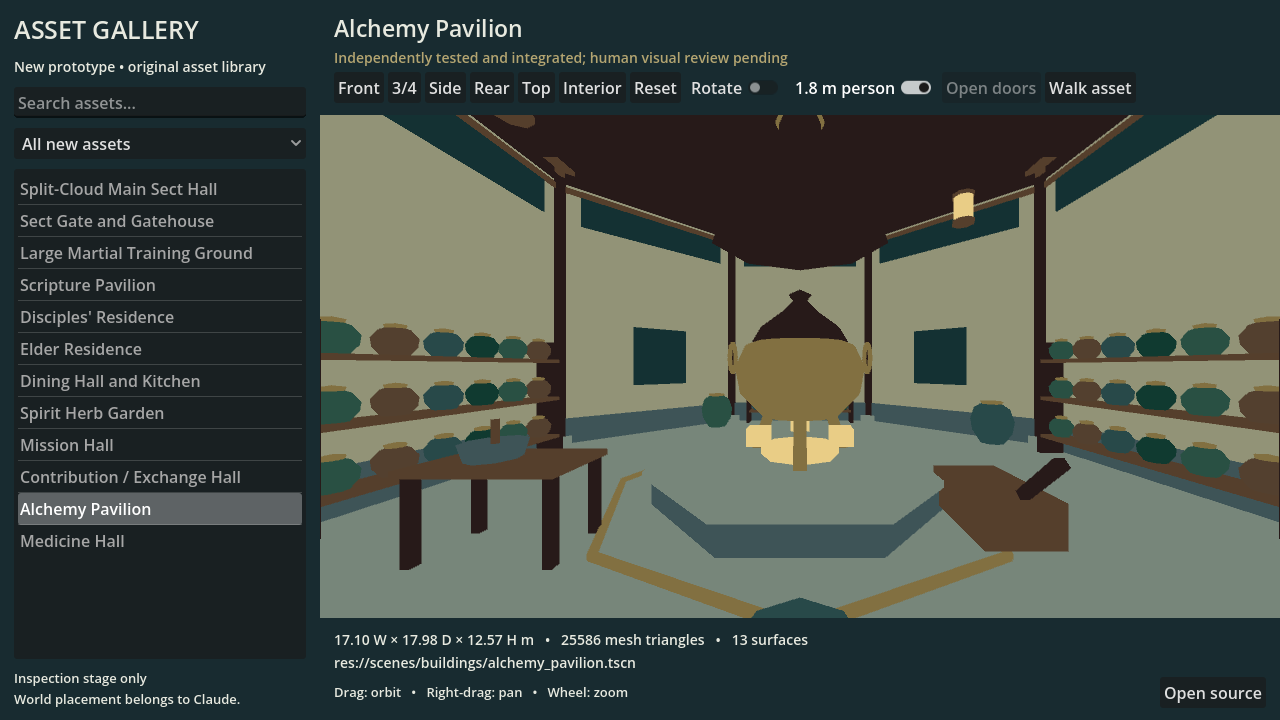 ASSET GALLERY
New prototype • original asset library
Search assets...
All new assets
Split-Cloud Main Sect Hall
Sect Gate and Gatehouse
Large Martial Training Ground
Scripture Pavilion
Disciples' Residence
Elder Residence
Dining Hall and Kitchen
Spirit Herb Garden
Mission Hall
Contribution / Exchange Hall
Alchemy Pavilion
Medicine Hall
Inspection stage only
World placement belongs to Claude.
Alchemy Pavilion
Independently tested and integrated; human visual review pending
Front 3/4 Side Rear Top Interior Reset Rotate 1.8 m person Open doors Walk asset
17.10 W × 17.98 D × 12.57 H m • 25586 mesh triangles • 13 surfaces
res://scenes/buildings/alchemy_pavilion.tscn
Drag: orbit • Right-drag: pan • Wheel: zoom
Open source